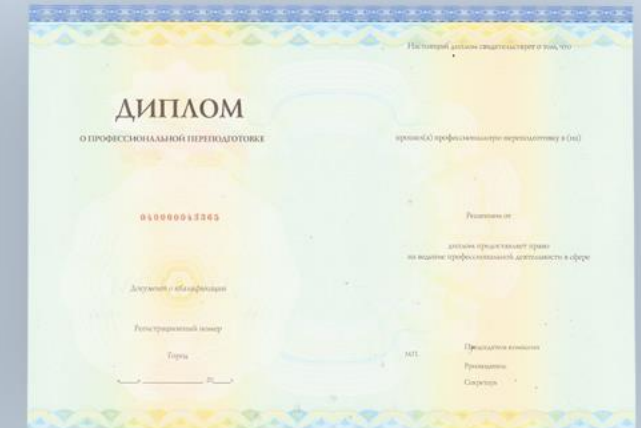 ДИПЛОМ
О ПРОФЕССИОНАЛЬНОЙ ПЕРЕПОДГОТОВКЕ
040000043365
Документ о квалификации
Регистрационный номер
Город
Настоящий диплом свидетельствует о том, что
прошел(а) профессиональную переподготовку в (на)
Решением от
диплом предоставляет право
на ведение профессиональной деятельности в сфере
М.П.
Председатель комиссии
Руководитель
Секретарь